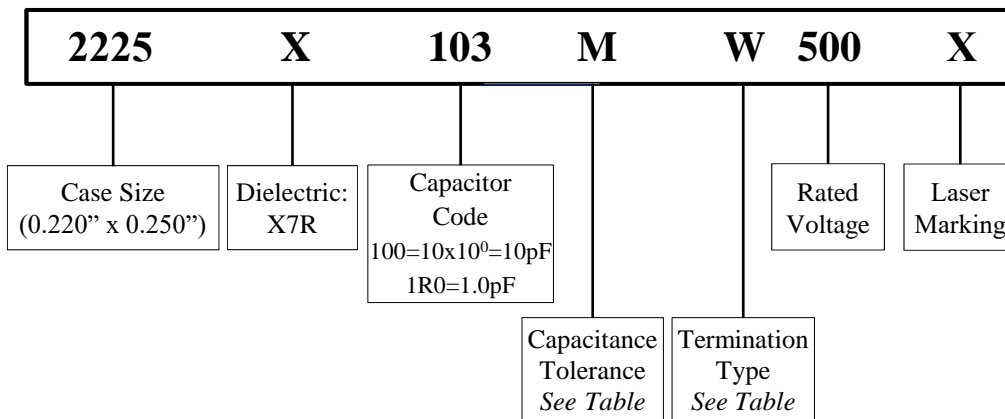 2225 X 103 M W 500 X
Case Size
(0.220” x 0.250”)
Dielectric:
X7R
Capacitor
Code
100=10x10⁰=10pF
1R0=1.0pF
Rated
Voltage
Laser
Marking
Capacitance
Tolerance
See Table
Termination
Type
See Table